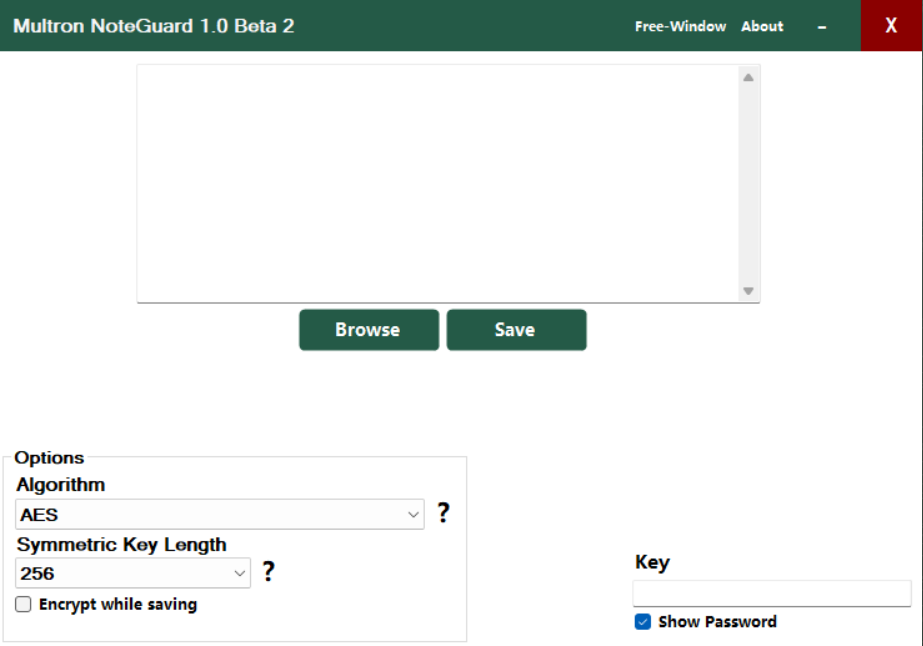 Multron NoteGuard 1.0 Beta 2 Free-Window About – X
Browse Save
Options
Algorithm
AES ?
Symmetric Key Length
256 ?
Encrypt while saving
Key
Show Password